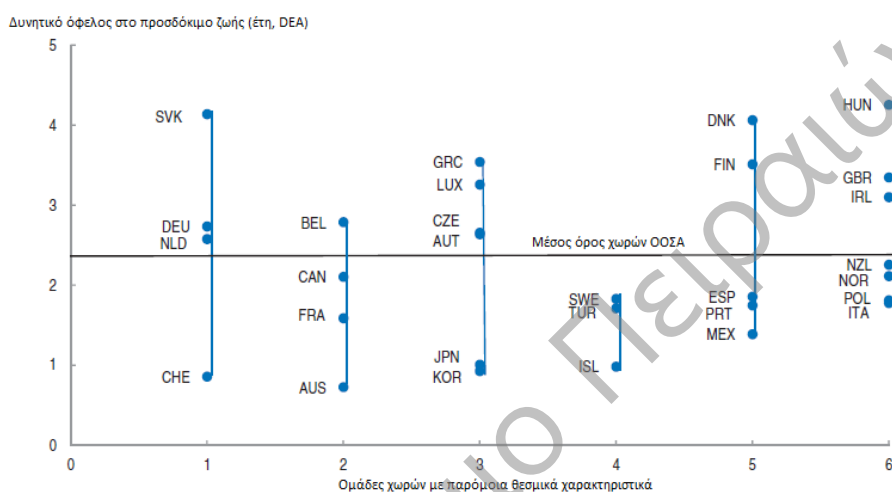 Δυνητικό όφελος στο προσδόκιμο ζωής (έτη, DEA)
5
4
3
2
1
0
SVK
DEU
NLD
CHE
BEL
CAN
FRA
AUS
GRC
LUX
CZE
AUT
JPN
KOR
Μέσος όρος χωρών ΟΟΣΑ
SWE
TUR
ISL
DNK
FIN
ESP
PRT
MEX
HUN
GBR
IRL
NZL
NOR
POL
ITA
0 1 2 3 4 5 6
Ομάδες χωρών με παρόμοια θεσμικά χαρακτηριστικά